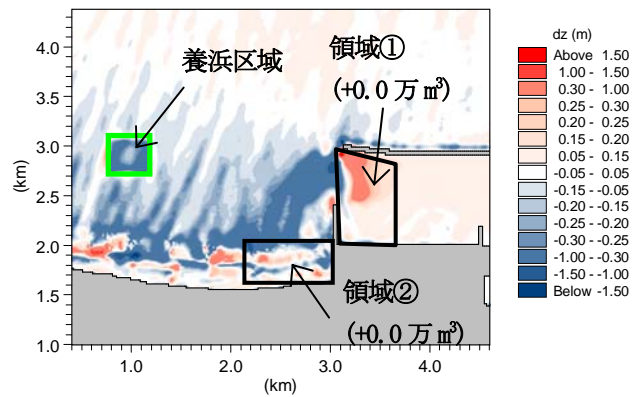 養浜区域
領域①
(+0.0 万 m³)
領域②
(+0.0 万 m³)
4.0
3.5
3.0
2.5
2.0
1.5
1.0
(km)
1.0 2.0 3.0 4.0
(km)
dz (m)
Above 1.50
1.00 - 1.50
0.30 - 1.00
0.25 - 0.30
0.20 - 0.25
0.15 - 0.20
0.05 - 0.15
-0.05 - 0.05
-0.15 - -0.05
-0.20 - -0.15
-0.25 - -0.20
-0.30 - -0.25
-1.00 - -0.30
-1.50 - -1.00
Below -1.50